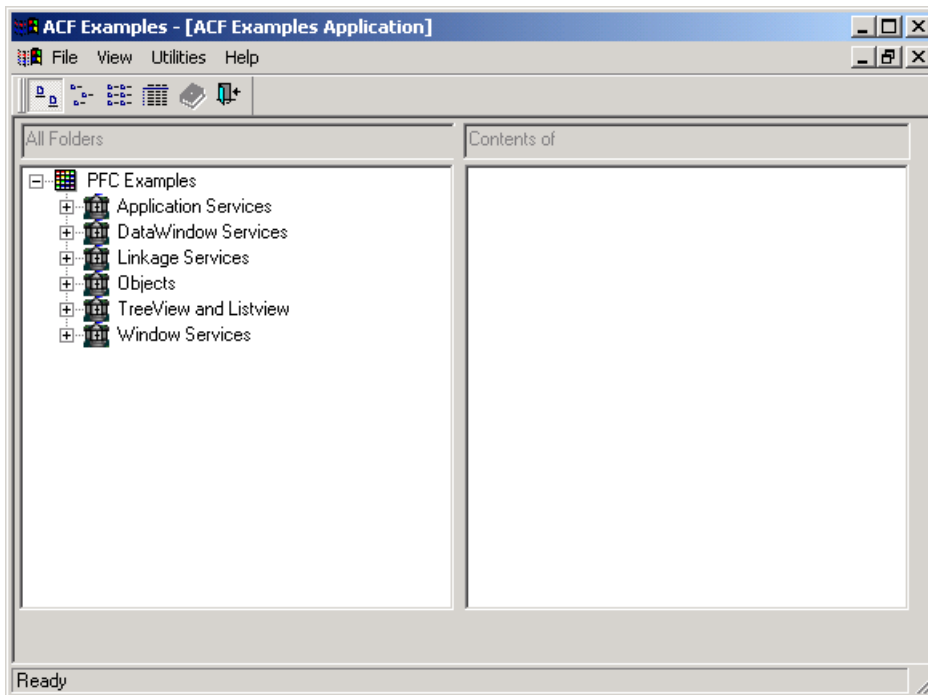 ACF Examples - [ACF Examples Application]
File View Utilities Help
All Folders
Contents of
PFC Examples
Application Services
DataWindow Services
Linkage Services
Objects
TreeView and Listview
Window Services
Ready